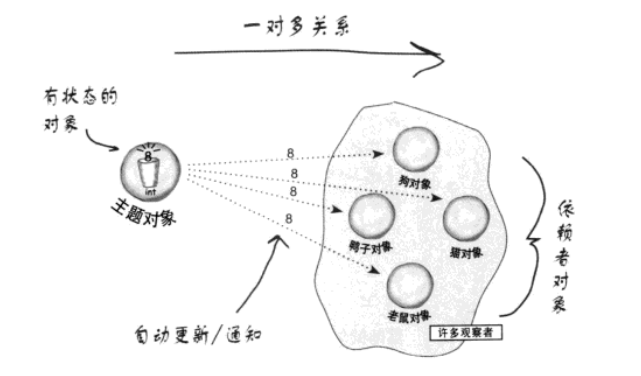 一对多关系
有状态的
对象
8
int
主题对象
8
8
8
8
狗对象
鸭子对象
猫对象
老鼠对象
许多观察者
依赖者对象
自动更新/通知